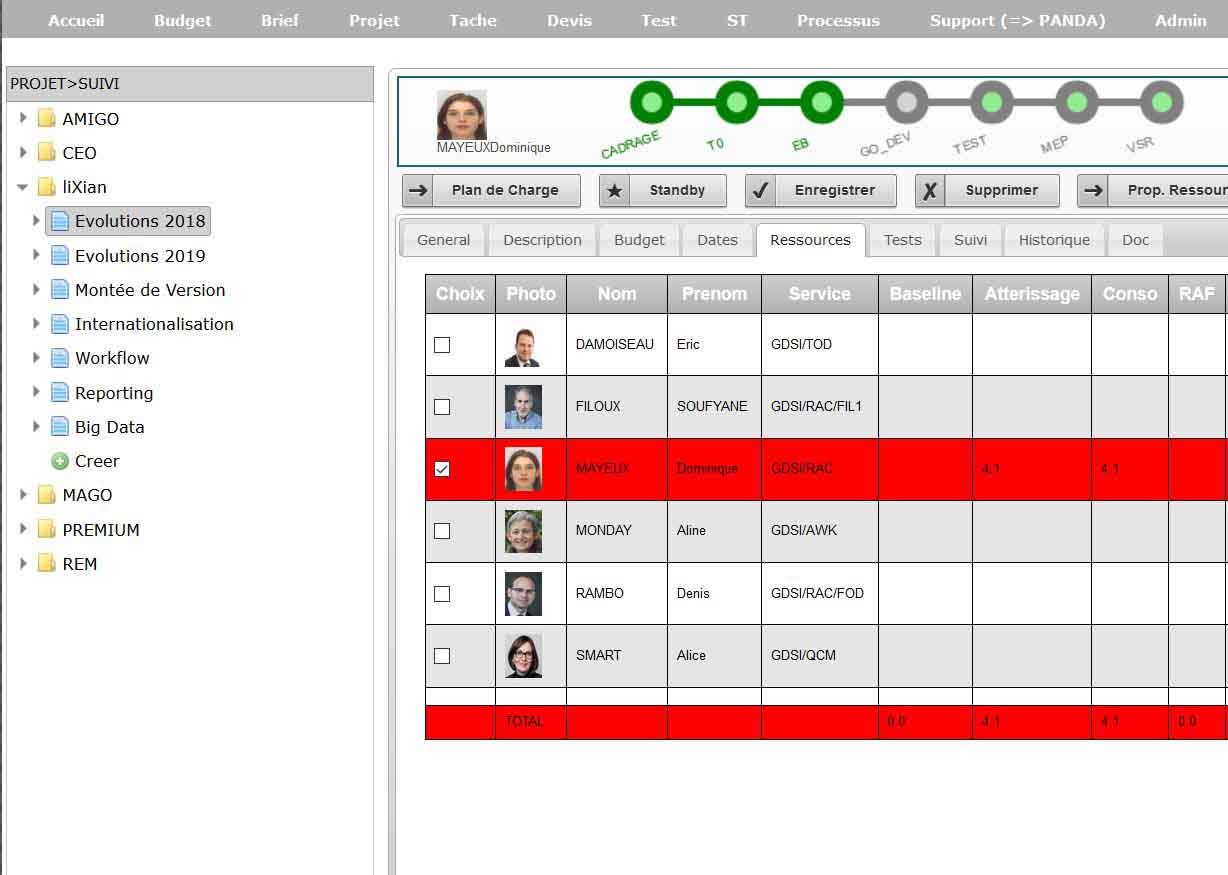 Accueil Budget Brief Projet Tache Devis Test ST Processus Support (=> PANDA) Admin
PROJET>SUIVI
AMIGO
CEO
liXian
Evolutions 2018
Evolutions 2019
Montée de Version
Internationalisation
Workflow
Reporting
Big Data
Creer
MAGO
PREMIUM
REM
MAYEUXDominique
CADRAGE T0 EB GO_DEV TEST MEP VSR
Plan de Charge Standby Enregistrer Supprimer Prop. Ressour
General Description Budget Dates Ressources Tests Suivi Historique Doc
Choix Photo Nom Prenom Service Baseline Atterissage Conso RAF
DAMOISEAU Eric GDSI/TOD
FILOUX SOUFYANE GDSI/RAC/FIL1
MAYEUX Dominique GDSI/RAC 4.1 4.1
MONDAY Aline GDSI/AWK
RAMBO Denis GDSI/RAC/FOD
SMART Alice GDSI/QCM
TOTAL 0.0 4.1 4.1 0.0